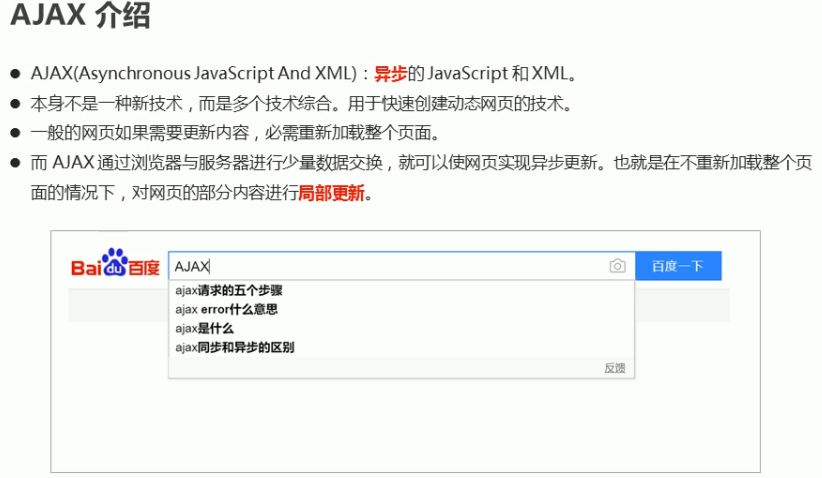 AJAX 介绍
● AJAX(Asynchronous JavaScript And XML)：异步的 JavaScript 和 XML。
● 本身不是一种新技术，而是多个技术综合。用于快速创建动态网页的技术。
● 一般的网页如果需要更新内容，必需重新加载整个页面。
● 而 AJAX 通过浏览器与服务器进行少量数据交换，就可以使网页实现异步更新。也就是在不重新加载整个页
面的情况下，对网页的部分内容进行局部更新。
Bai du 百度 AJAX 百度一下
ajax请求的五个步骤
ajax error什么意思
ajax是什么
ajax同步和异步的区别
反馈